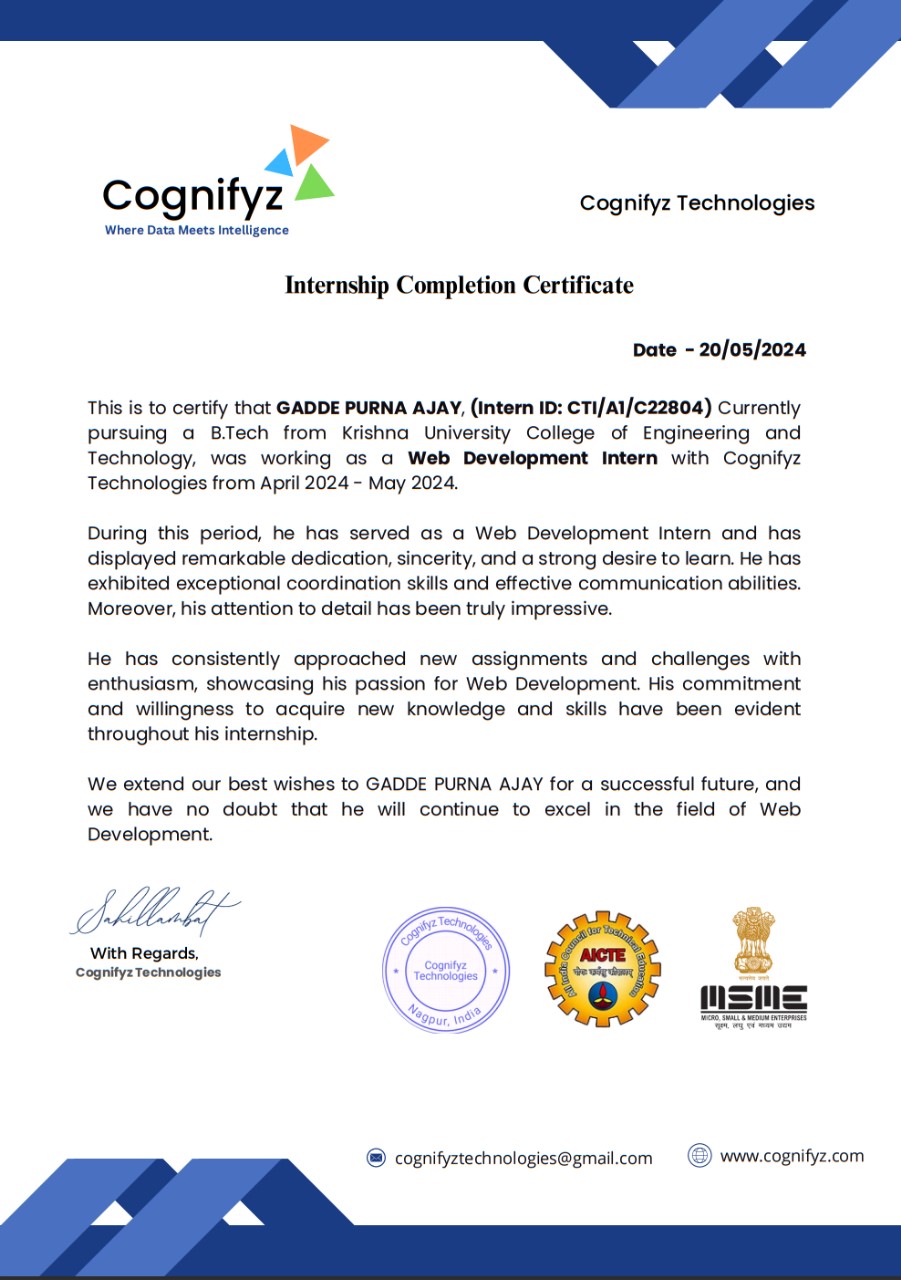 Cognifyz
Where Data Meets Intelligence
Cognifyz Technologies
Internship Completion Certificate
Date - 20/05/2024
This is to certify that GADDE PURNA AJAY, (Intern ID: CTI/A1/C22804) Currently
pursuing a B.Tech from Krishna University College of Engineering and
Technology, was working as a Web Development Intern with Cognifyz
Technologies from April 2024 - May 2024.
During this period, he has served as a Web Development Intern and has
displayed remarkable dedication, sincerity, and a strong desire to learn. He has
exhibited exceptional coordination skills and effective communication abilities.
Moreover, his attention to detail has been truly impressive.
He has consistently approached new assignments and challenges with
enthusiasm, showcasing his passion for Web Development. His commitment
and willingness to acquire new knowledge and skills have been evident
throughout his internship.
We extend our best wishes to GADDE PURNA AJAY for a successful future, and
we have no doubt that he will continue to excel in the field of Web
Development.
With Regards,
Cognifyz Technologies
Cognifyz Technologies
Cognifyz
Technologies
Nagpur, India
All India Council for Technical Education
AICTE
सत्यमेव जयते
MSME
MICRO, SMALL & MEDIUM ENTERPRISES
सूक्ष्म, लघु एवं मध्यम उद्यम
cognifyztechnologies@gmail.com
www.cognifyz.com